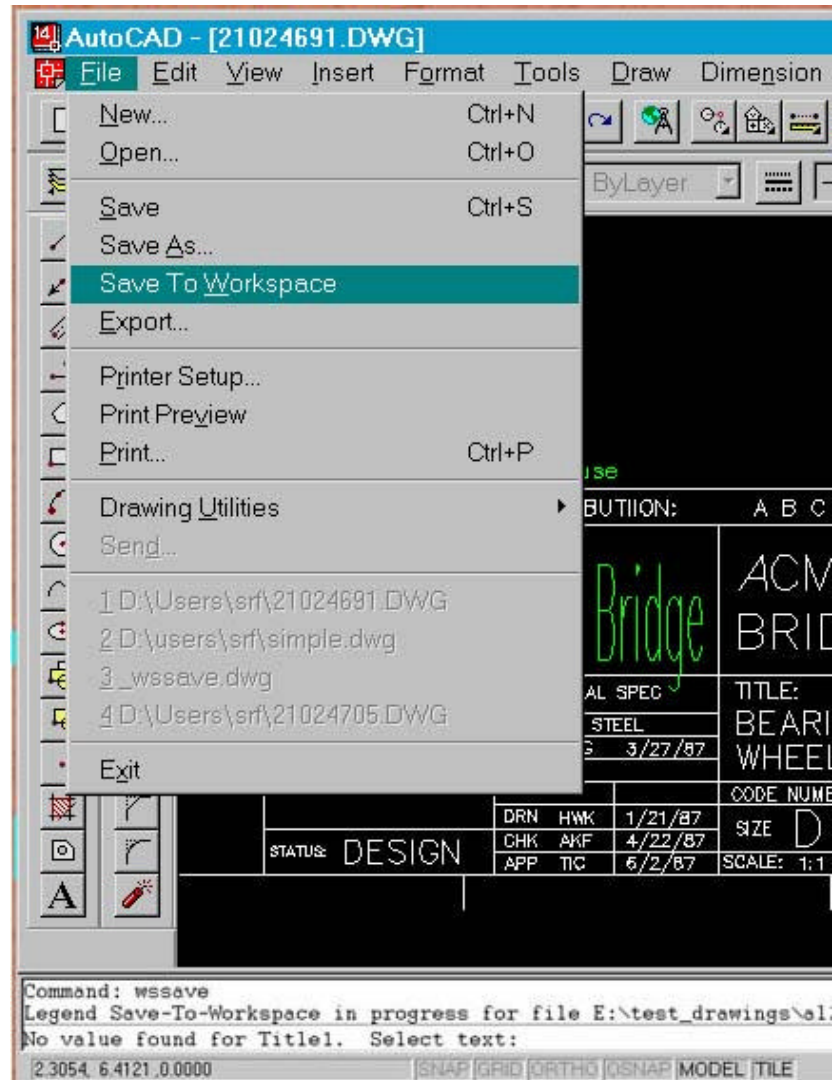 14 AutoCAD - [21024691.DWG]
File Edit View Insert Format Tools Draw Dimension
New... Ctrl+N
Open... Ctrl+O
ByLayer
Save Ctrl+S
Save As...
Save To Workspace
Export...
Printer Setup...
Print Preview
Print... Ctrl+P
use
Drawing Utilities
BUTIION: A B C
Send...
Bridge
ACM
BRID
1 D:\Users\srf\21024691.DWG
2 D:\users\srf\simple.dwg
3 _wssave.dwg
4 D:\Users\srf\21024705.DWG
Exit
AL SPEC
STEEL
G 3/27/87
TITLE:
BEARI
WHEEL
CODE NUMB
DRN HWK 1/21/87
CHK AKF 4/22/87
APP TIC 6/2/87
SIZE D
SCALE: 1:1
STATUS: DESIGN
A
Command: wssave
Legend Save-To-Workspace in progress for file E:\test_drawings\al
No value found for Title1. Select text:
2.3054, 6.4121 ,0.0000 SNAP GRID ORTHO OSNAP MODEL TILE